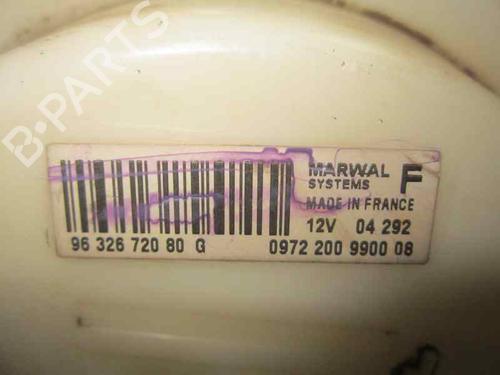 B-PARTS
MARWAL
SYSTEMS
F
MADE IN FRANCE
12V 04 292
96 326 720 80 G
0972 200 9900 08